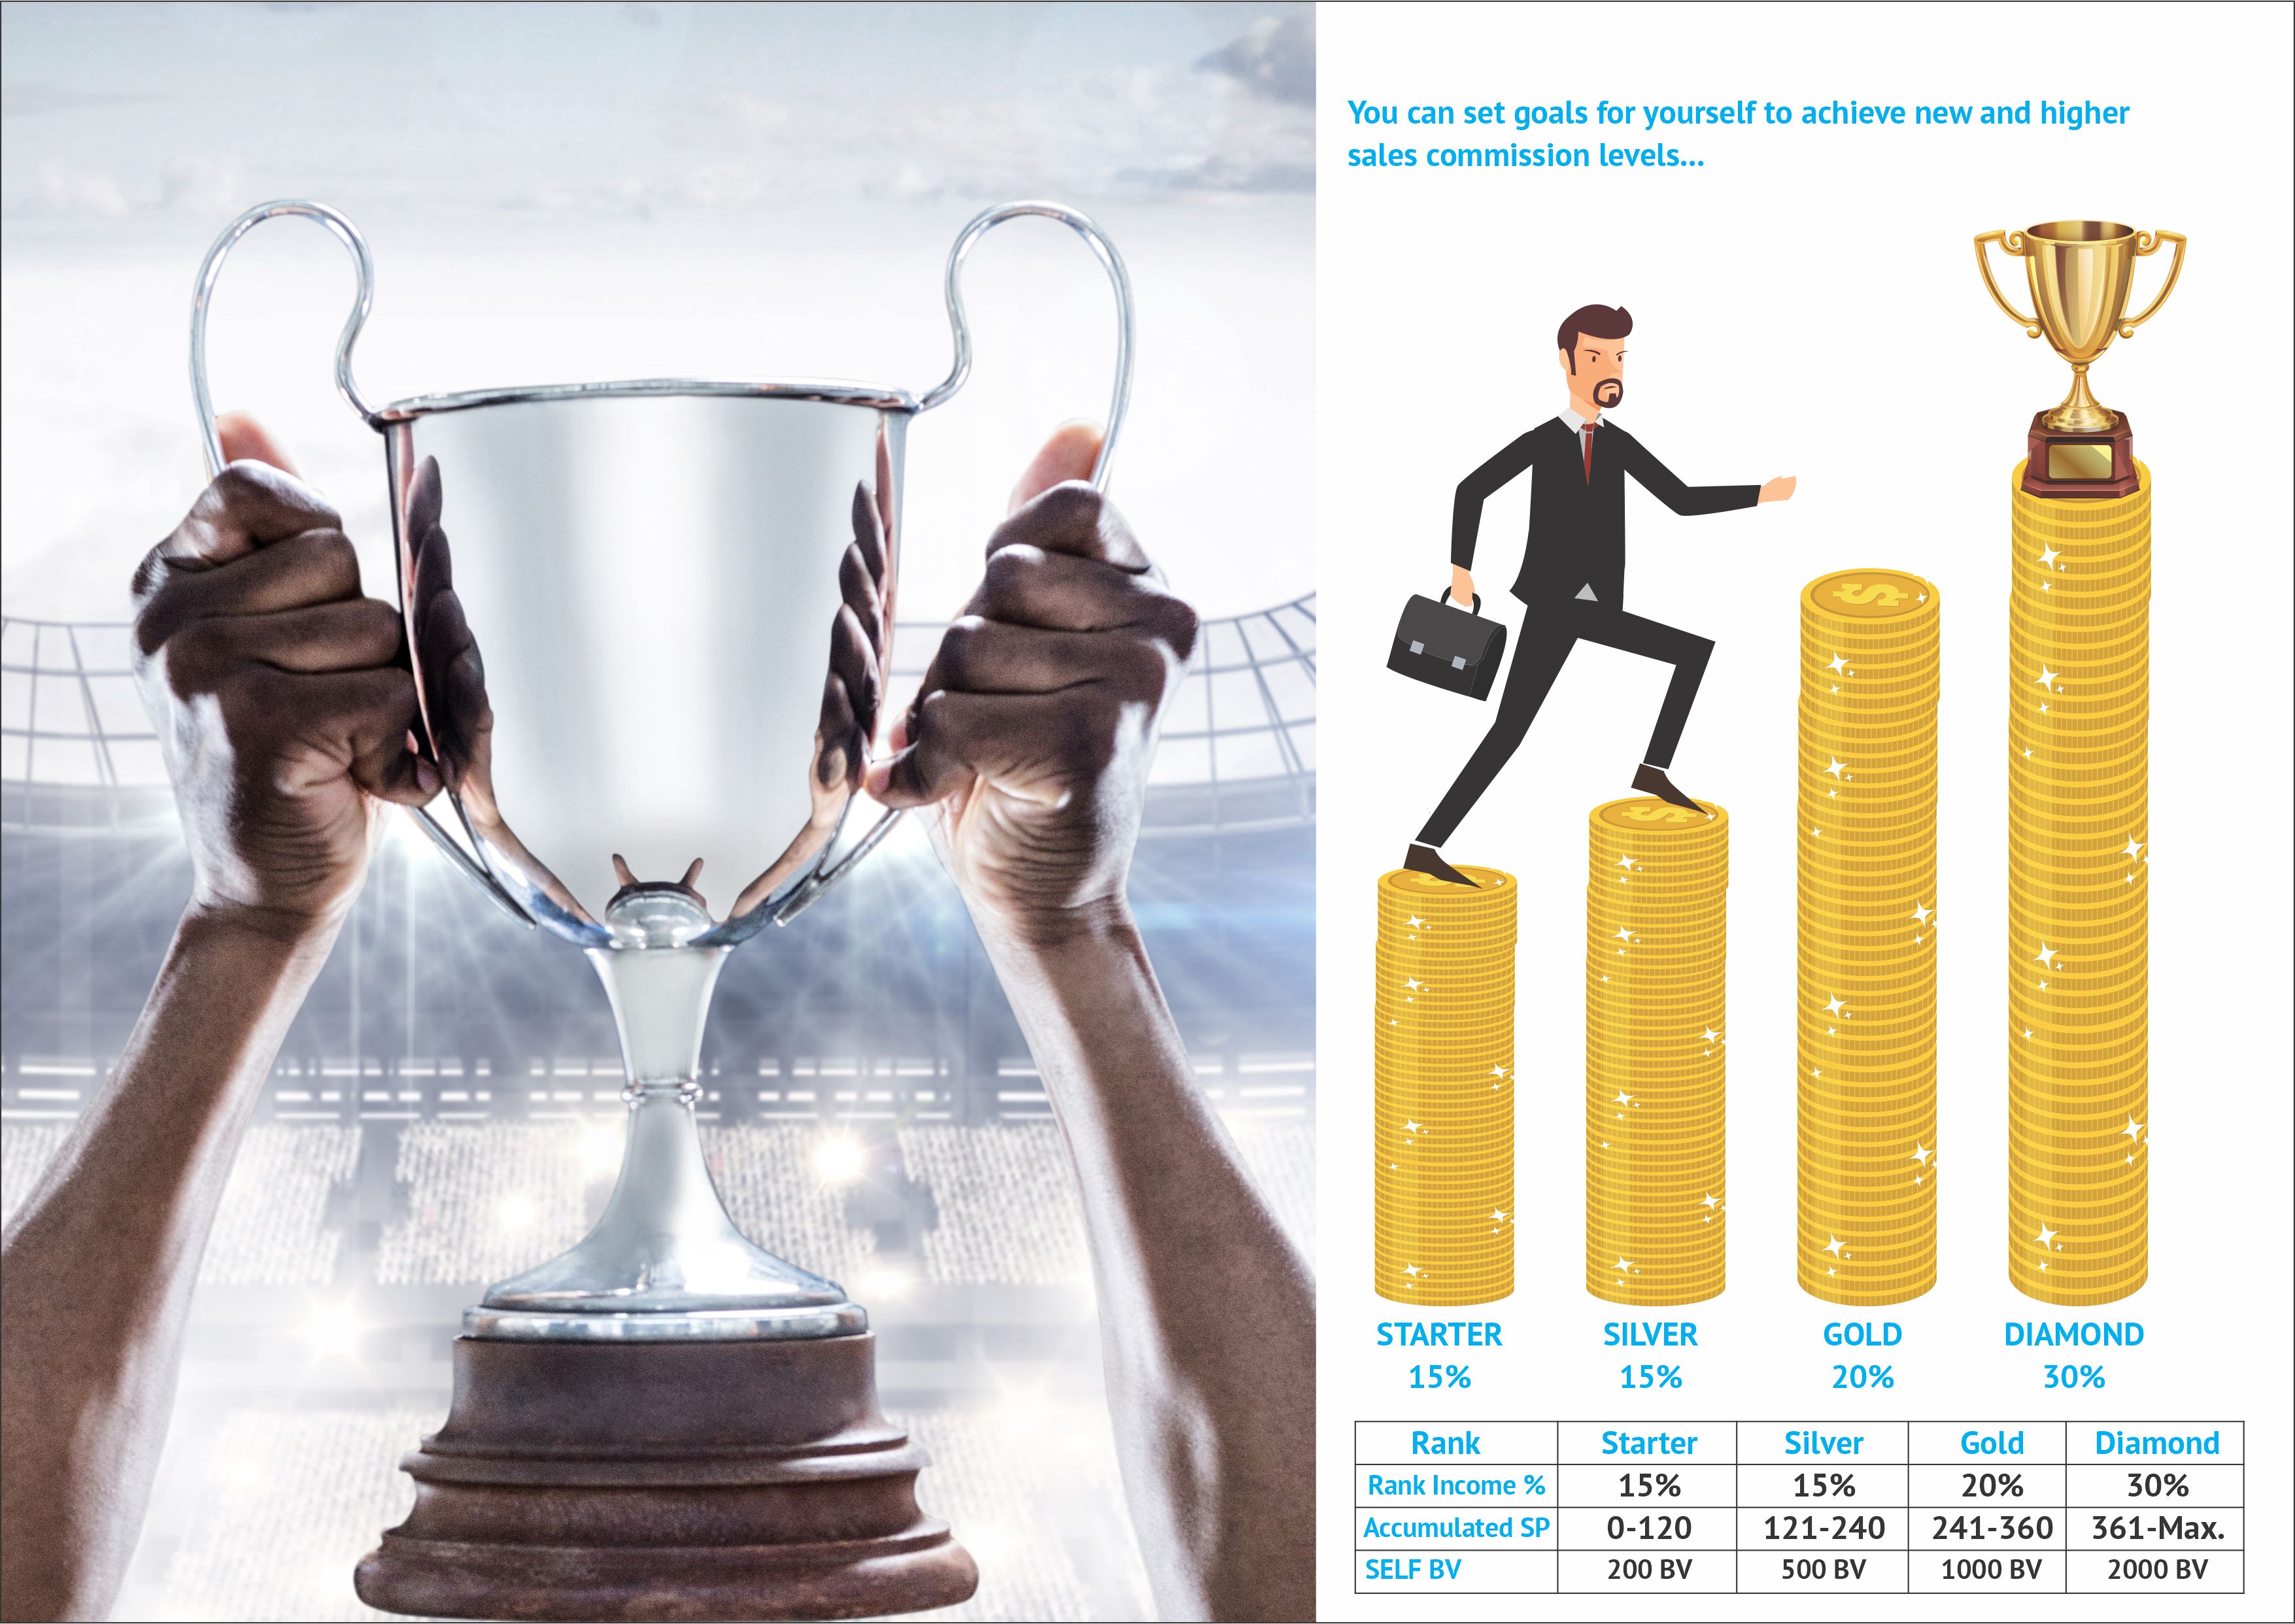 You can set goals for yourself to achieve new and higher
sales commission levels...
STARTER SILVER GOLD DIAMOND
15% 15% 20% 30%
Rank Starter Silver Gold Diamond
Rank Income % 15% 15% 20% 30%
Accumulated SP 0-120 121-240 241-360 361-Max.
SELF BV 200 BV 500 BV 1000 BV 2000 BV